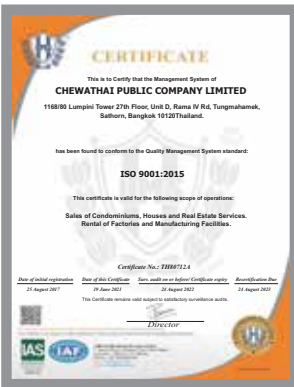 CERTIFICATE
This is to Certify that the Management System of
CHEWATHAI PUBLIC COMPANY LIMITED
1168/80 Lumpini Tower 27th Floor, Unit D, Rama IV Rd, Tungmahamek,
Sathorn, Bangkok 10120Thailand.
has been found to conform to the Quality Management System standard:
ISO 9001:2015
This certificate is valid for the following scope of operations:
Sales of Condominiums, Houses and Real Estate Services.
Rental of Factories and Manufacturing Facilities.
Certificate No.: TH80712A
Date of initial registration Date of this Certificate Surv. audit on or before/ Certificate expiry Recertification Due
25 August 2017 19 June 2021 24 August 2022 24 August 2023
This Certificate remains valid subject to satisfactory surveillance audits.
Director
IAS IAF